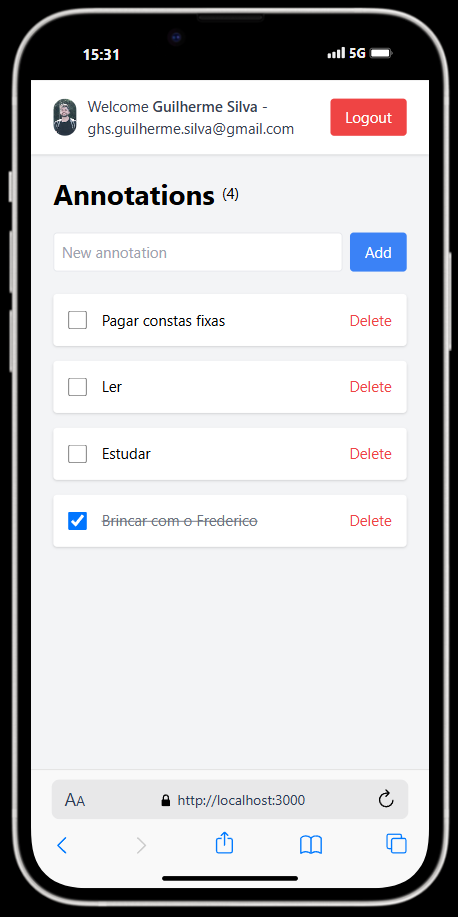 15:31
5G
Welcome Guilherme Silva -
ghs.guilherme.silva@gmail.com
Logout
Annotations (4)
New annotation
Add
Pagar constas fixas
Delete
Ler
Delete
Estudar
Delete
Brincar com o Frederico
Delete
AA
http://localhost:3000